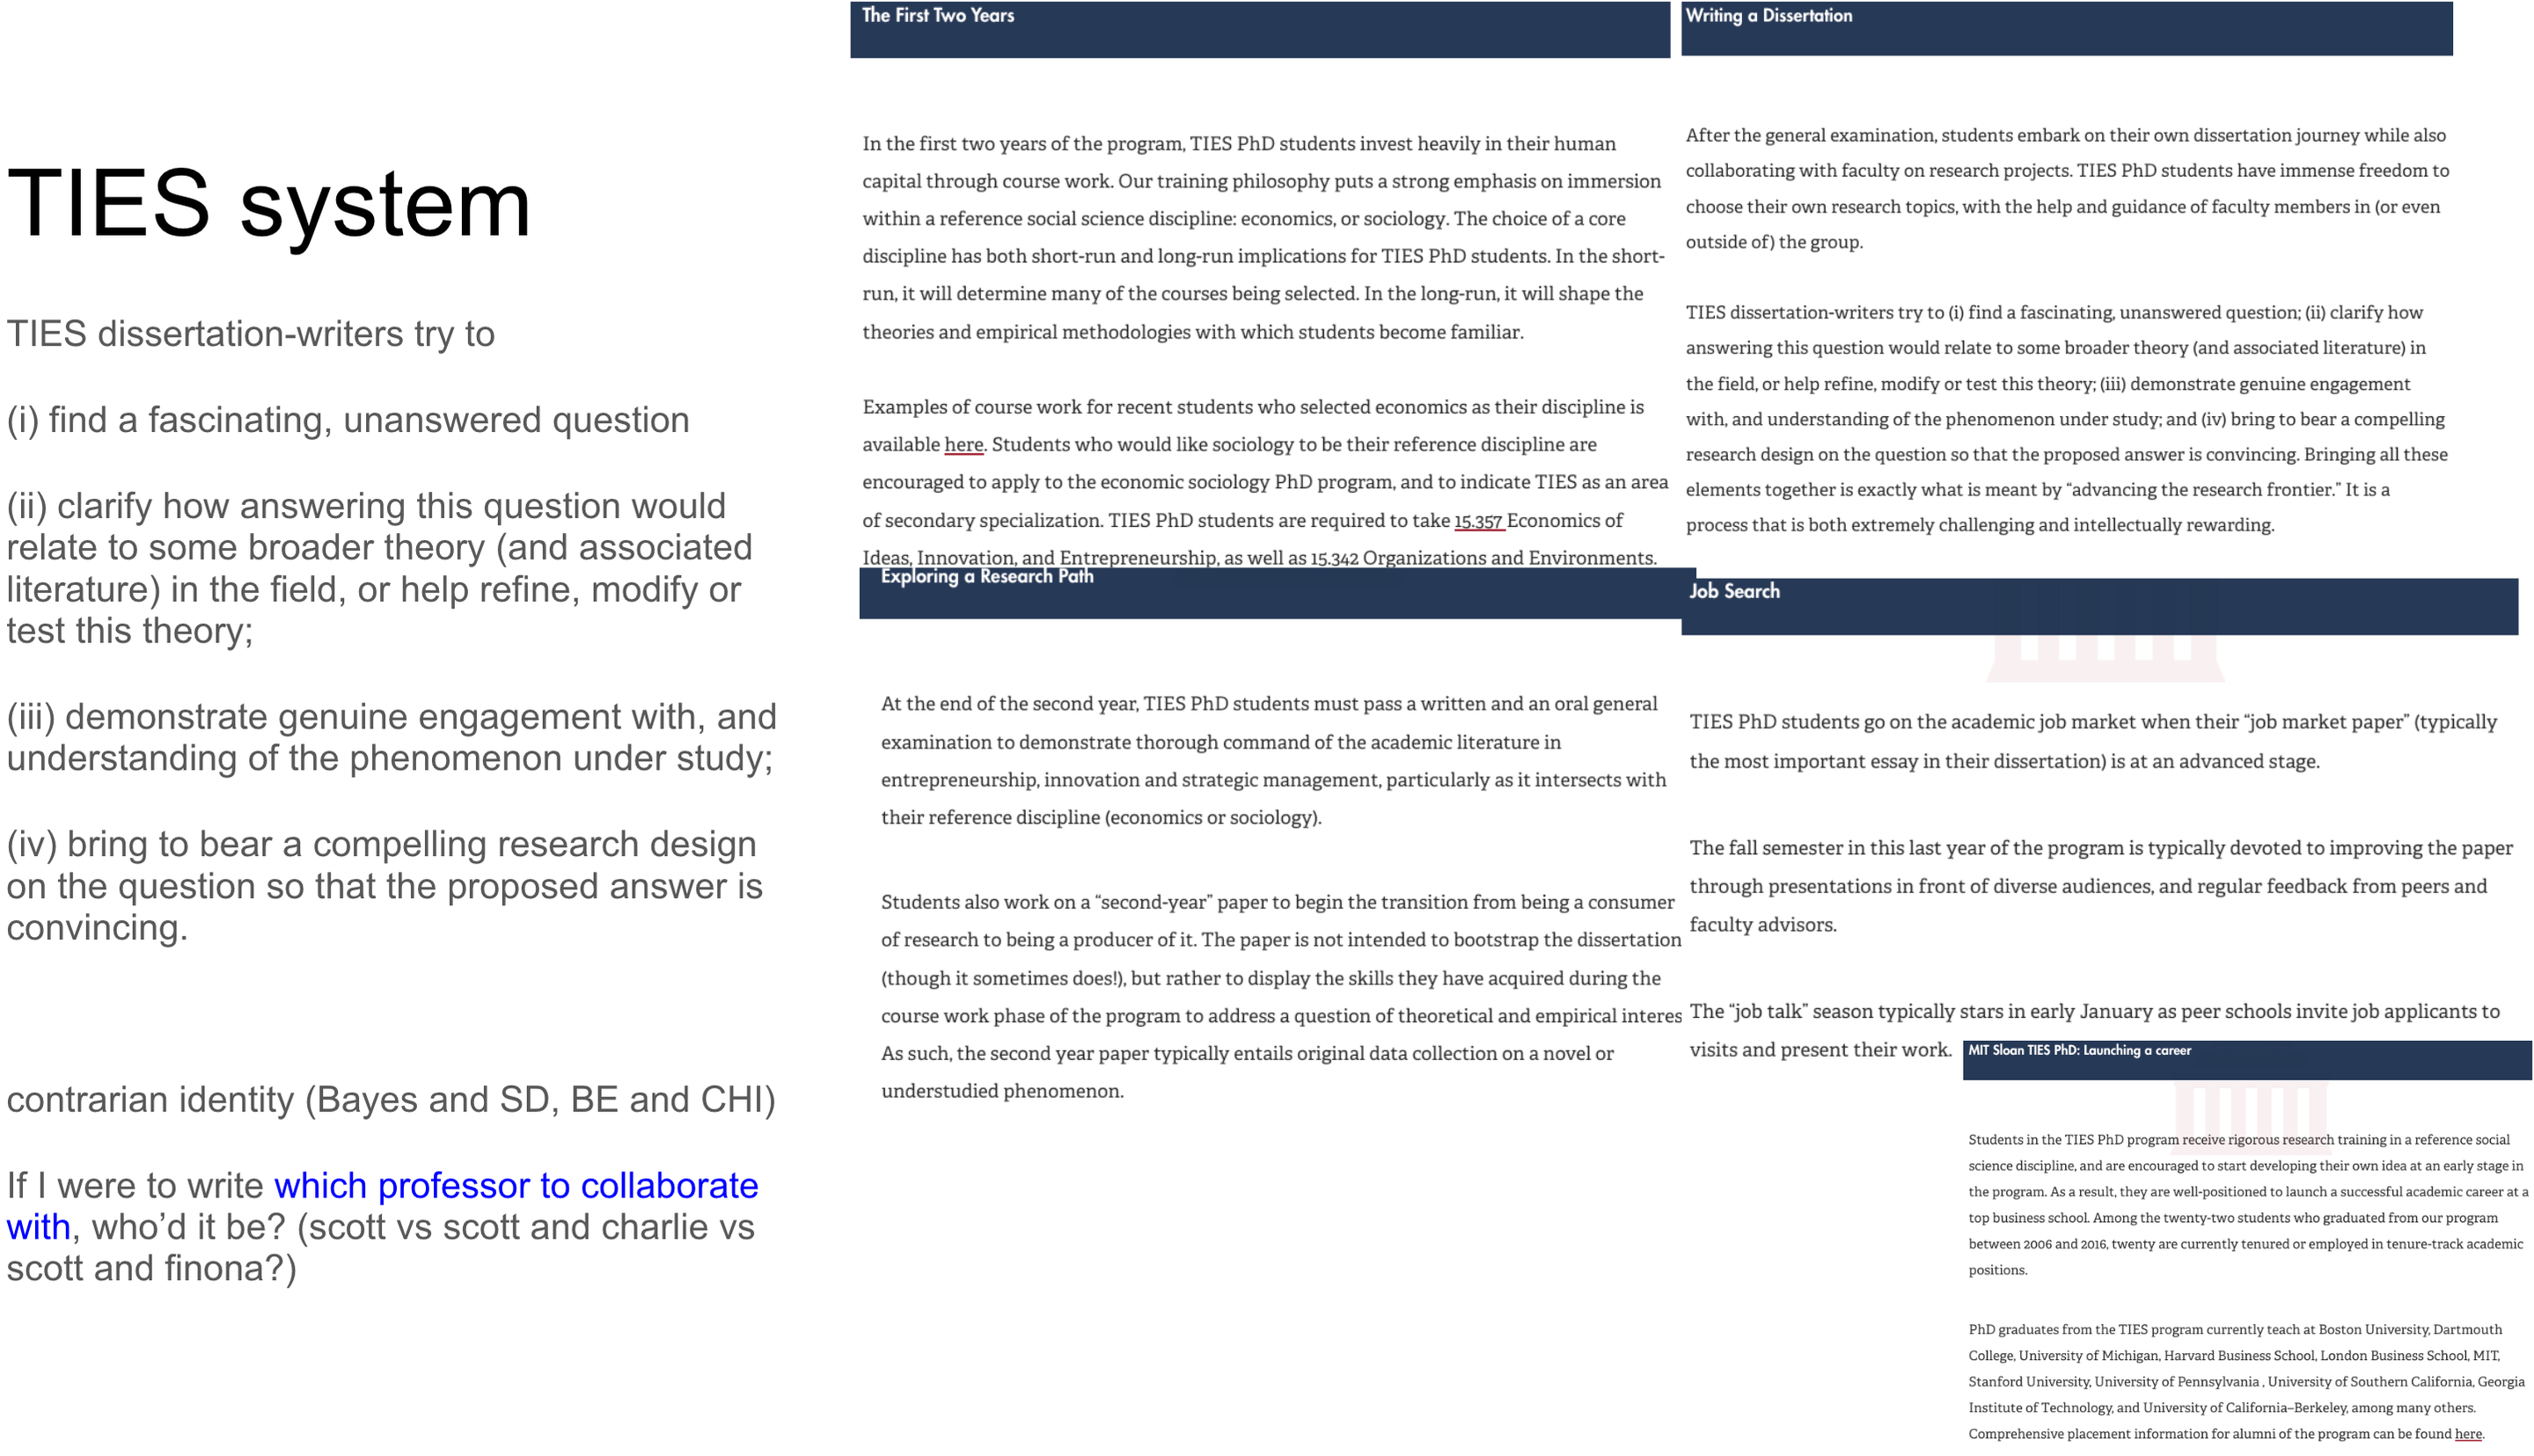 TIES system
TIES dissertation-writers try to
(i) find a fascinating, unanswered question
(ii) clarify how answering this question would
relate to some broader theory (and associated
literature) in the field, or help refine, modify or
test this theory;
(iii) demonstrate genuine engagement with, and
understanding of the phenomenon under study;
(iv) bring to bear a compelling research design
on the question so that the proposed answer is
convincing.
contrarian identity (Bayes and SD, BE and CHI)
If I were to write which professor to collaborate
with, who’d it be? (scott vs scott and charlie vs
scott and finona?)
The First Two Years
In the first two years of the program, TIES PhD students invest heavily in their human
capital through course work. Our training philosophy puts a strong emphasis on immersion
within a reference social science discipline: economics, or sociology. The choice of a core
discipline has both short-run and long-run implications for TIES PhD students. In the short-
run, it will determine many of the courses being selected. In the long-run, it will shape the
theories and empirical methodologies with which students become familiar.
Examples of course work for recent students who selected economics as their discipline is
available here. Students who would like sociology to be their reference discipline are
encouraged to apply to the economic sociology PhD program, and to indicate TIES as an area
of secondary specialization. TIES PhD students are required to take 15.357 Economics of
Ideas, Innovation, and Entrepreneurship, as well as 15.342 Organizations and Environments.
Exploring a Research Path
At the end of the second year, TIES PhD students must pass a written and an oral general
examination to demonstrate thorough command of the academic literature in
entrepreneurship, innovation and strategic management, particularly as it intersects with
their reference discipline (economics or sociology).
Students also work on a “second-year” paper to begin the transition from being a consumer
of research to being a producer of it. The paper is not intended to bootstrap the dissertation
(though it sometimes does!), but rather to display the skills they have acquired during the
course work phase of the program to address a question of theoretical and empirical interes
As such, the second year paper typically entails original data collection on a novel or
understudied phenomenon.
Writing a Dissertation
After the general examination, students embark on their own dissertation journey while also
collaborating with faculty on research projects. TIES PhD students have immense freedom to
choose their own research topics, with the help and guidance of faculty members in (or even
outside of) the group.
TIES dissertation-writers try to (i) find a fascinating, unanswered question; (ii) clarify how
answering this question would relate to some broader theory (and associated literature) in
the field, or help refine, modify or test this theory; (iii) demonstrate genuine engagement
with, and understanding of the phenomenon under study; and (iv) bring to bear a compelling
research design on the question so that the proposed answer is convincing. Bringing all these
elements together is exactly what is meant by “advancing the research frontier.” It is a
process that is both extremely challenging and intellectually rewarding.
Job Search
TIES PhD students go on the academic job market when their “job market paper” (typically
the most important essay in their dissertation) is at an advanced stage.
The fall semester in this last year of the program is typically devoted to improving the paper
through presentations in front of diverse audiences, and regular feedback from peers and
faculty advisors.
The “job talk” season typically stars in early January as peer schools invite job applicants to
visits and present their work.
MIT Sloan TIES PhD: Launching a career
Students in the TIES PhD program receive rigorous research training in a reference social
science discipline, and are encouraged to start developing their own idea at an early stage in
the program. As a result, they are well-positioned to launch a successful academic career at a
top business school. Among the twenty-two students who graduated from our program
between 2006 and 2016, twenty are currently tenured or employed in tenure-track academic
positions.
PhD graduates from the TIES program currently teach at Boston University, Dartmouth
College, University of Michigan, Harvard Business School, London Business School, MIT,
Stanford University, University of Pennsylvania , University of Southern California, Georgia
Institute of Technology, and University of California–Berkeley, among many others.
Comprehensive placement information for alumni of the program can be found here.